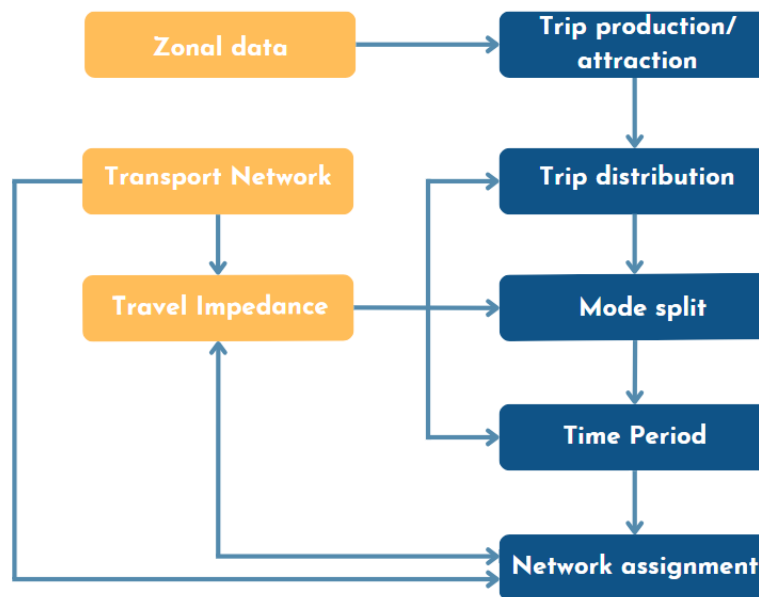 Zonal data
Trip production/
attraction
Transport Network
Trip distribution
Travel Impedance
Mode split
Time Period
Network assignment